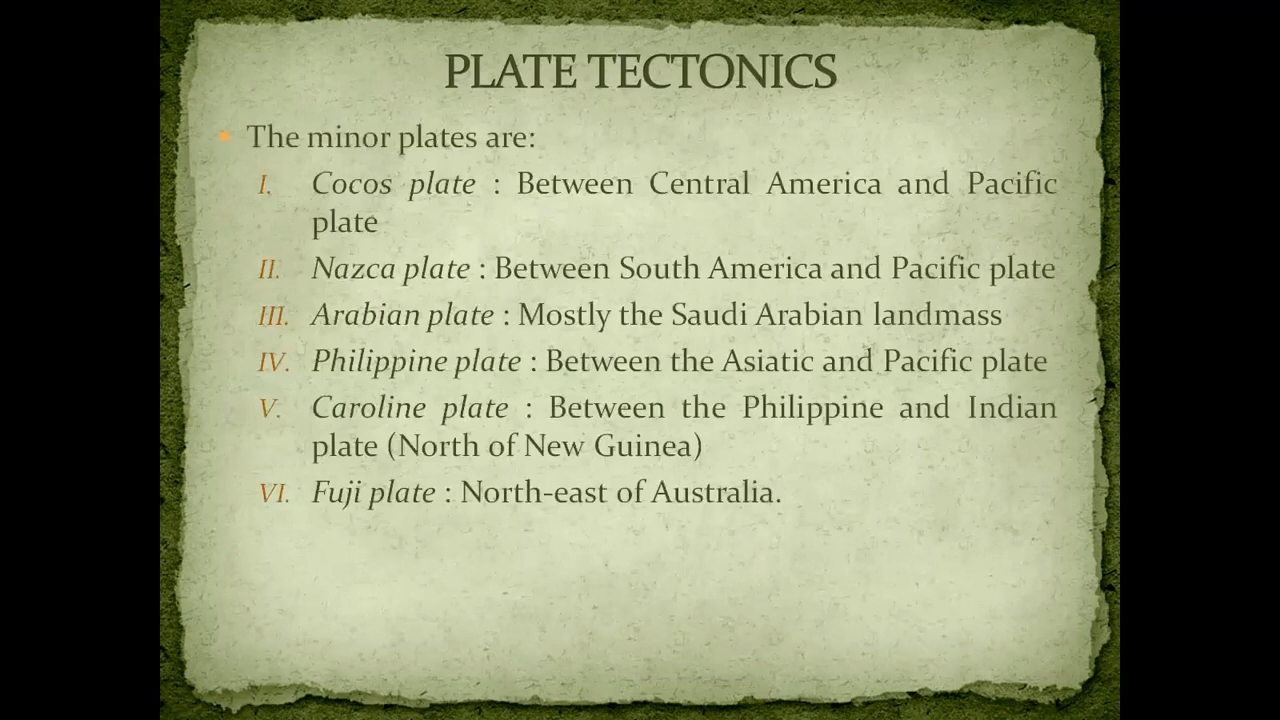 PLATE TECTONICS
• The minor plates are:
I. Cocos plate : Between Central America and Pacific
plate
II. Nazca plate : Between South America and Pacific plate
III. Arabian plate : Mostly the Saudi Arabian landmass
IV. Philippine plate : Between the Asiatic and Pacific plate
V. Caroline plate : Between the Philippine and Indian
plate (North of New Guinea)
VI. Fuji plate : North-east of Australia.